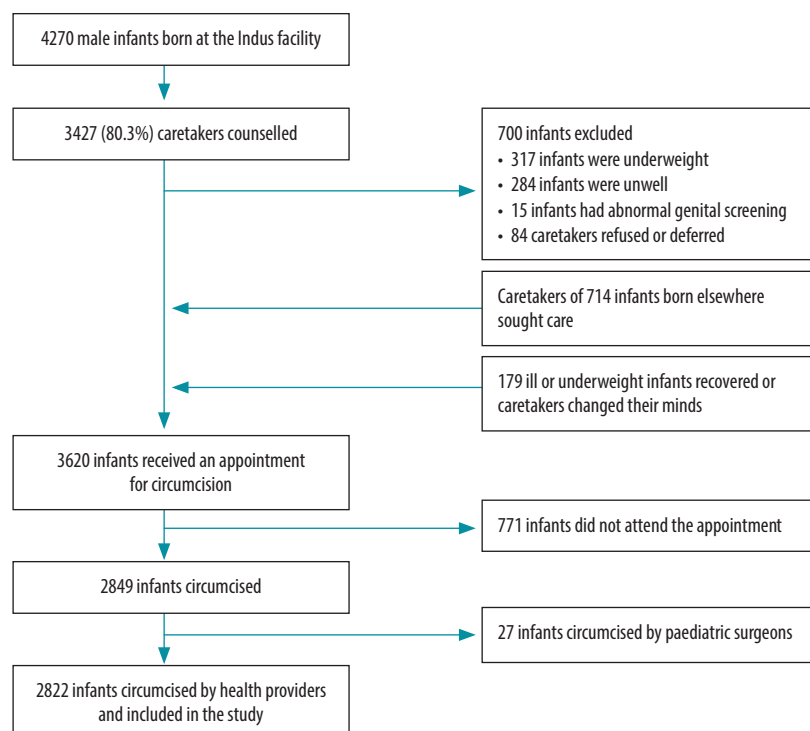 4270 male infants born at the Indus facility
3427 (80.3%) caretakers counselled
700 infants excluded
• 317 infants were underweight
• 284 infants were unwell
• 15 infants had abnormal genital screening
• 84 caretakers refused or deferred
Caretakers of 714 infants born elsewhere
sought care
179 ill or underweight infants recovered or
caretakers changed their minds
3620 infants received an appointment
for circumcision
771 infants did not attend the appointment
2849 infants circumcised
27 infants circumcised by paediatric surgeons
2822 infants circumcised by health providers
and included in the study